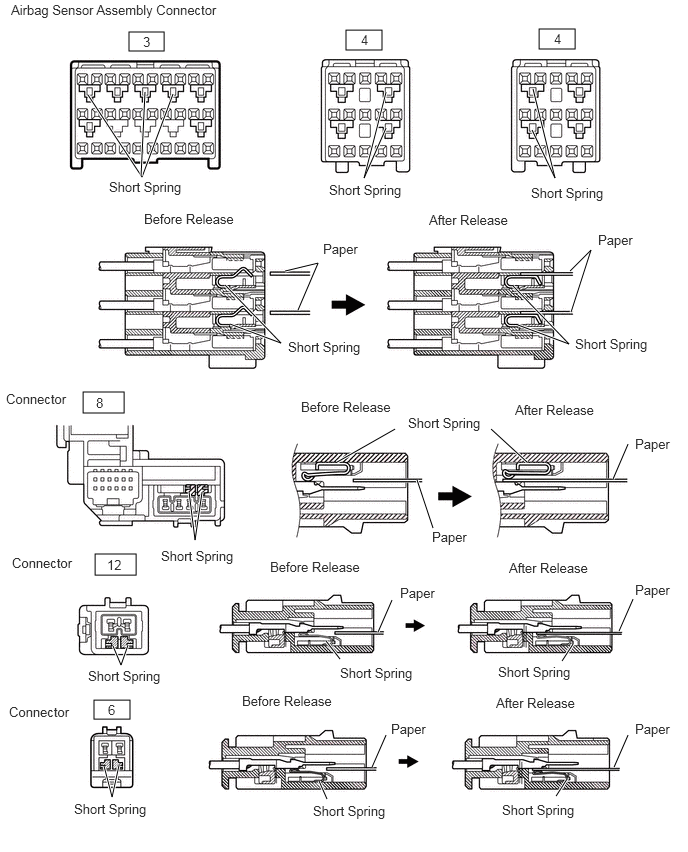 Airbag Sensor Assembly Connector
3
4
4
Short Spring
Short Spring
Short Spring
Before Release
After Release
Paper
Paper
Short Spring
Short Spring
Connector 8
Before Release
After Release
Short Spring
Paper
Paper
Short Spring
Connector 12
Before Release
After Release
Paper
Paper
Short Spring
Short Spring
Short Spring
Connector 6
Before Release
After Release
Paper
Paper
Short Spring
Short Spring
Short Spring